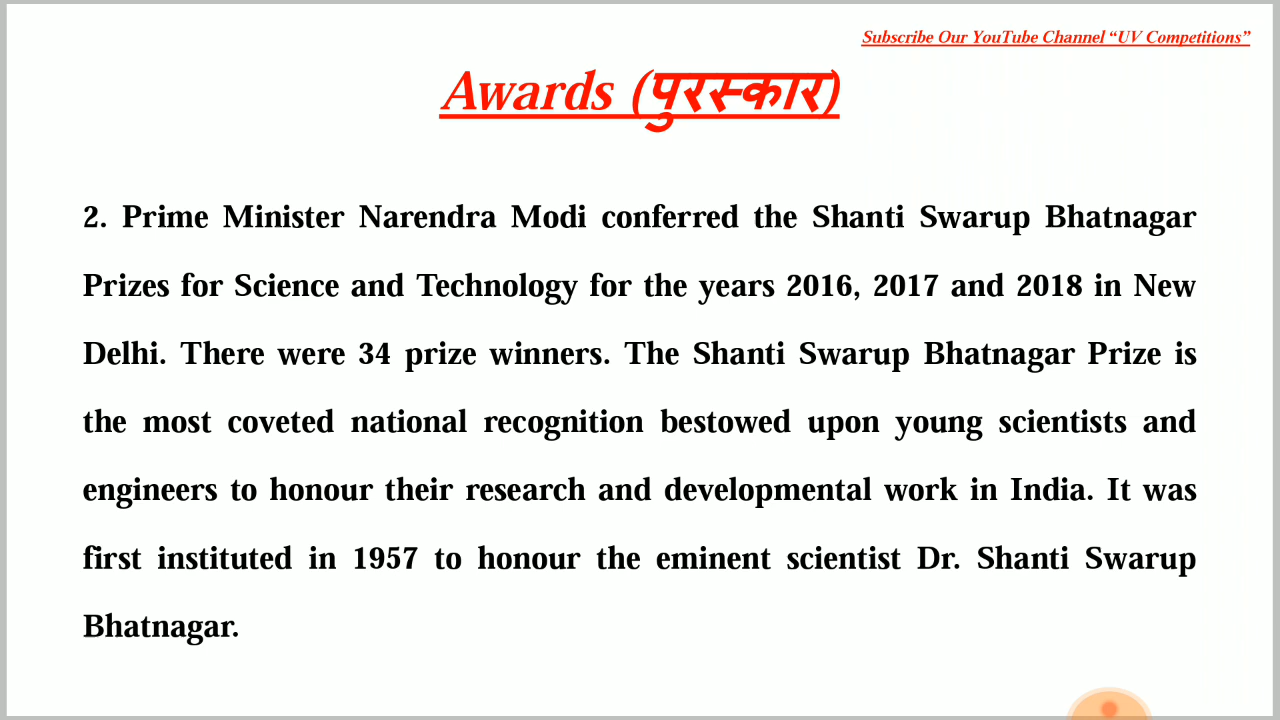 Subscribe Our YouTube Channel “UV Competitions”
Awards (पुरस्कार)
2. Prime Minister Narendra Modi conferred the Shanti Swarup Bhatnagar
Prizes for Science and Technology for the years 2016, 2017 and 2018 in New
Delhi. There were 34 prize winners. The Shanti Swarup Bhatnagar Prize is
the most coveted national recognition bestowed upon young scientists and
engineers to honour their research and developmental work in India. It was
first instituted in 1957 to honour the eminent scientist Dr. Shanti Swarup
Bhatnagar.